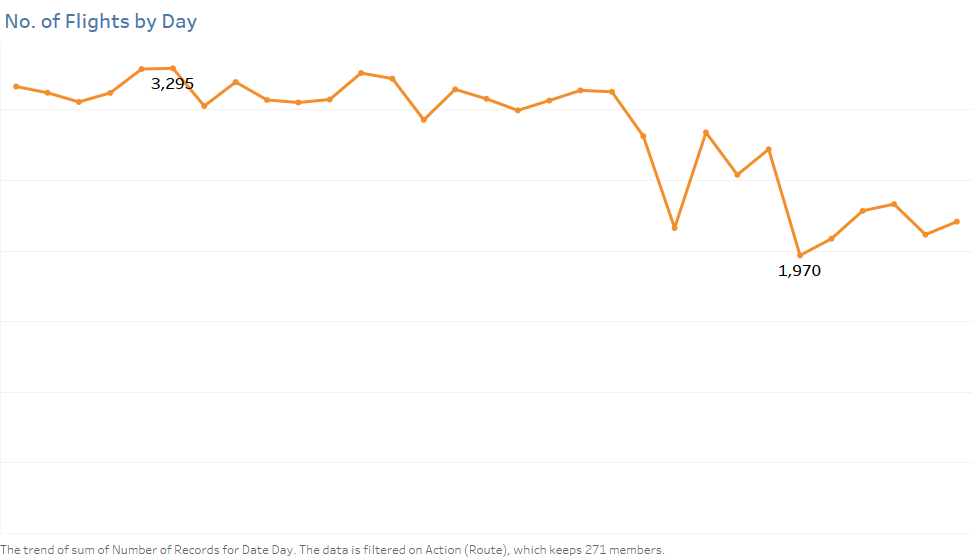 No. of Flights by Day
3,295
1,970
The trend of sum of Number of Records for Date Day. The data is filtered on Action (Route), which keeps 271 members.